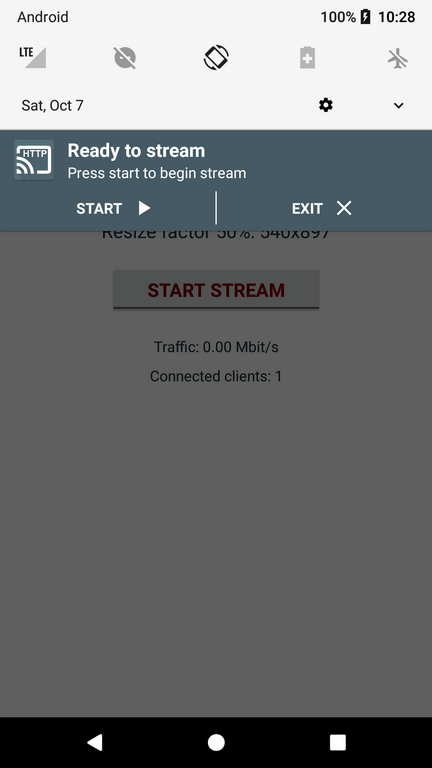 Android
100% 10:28
LTE
Sat, Oct 7
HTTP
Ready to stream
Press start to begin stream
START
EXIT
Resize factor 50%: 540x897
START STREAM
Traffic: 0.00 Mbit/s
Connected clients: 1